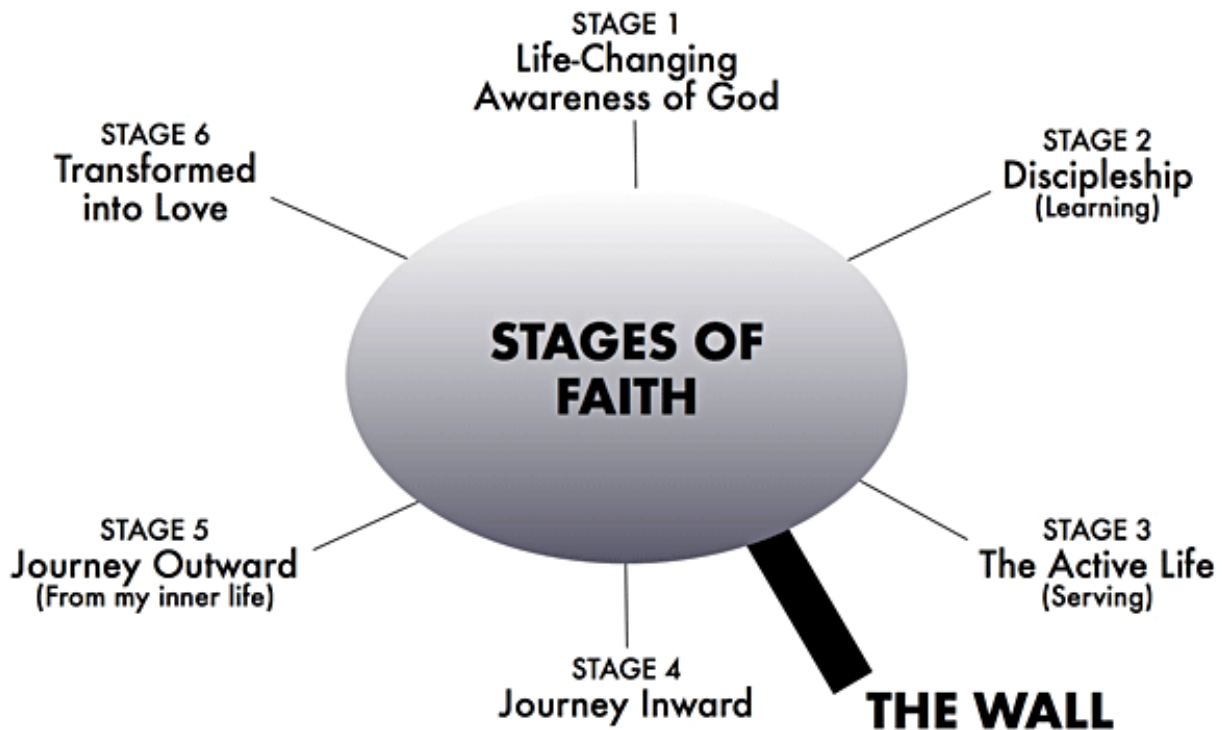 STAGE 1
Life-Changing
Awareness of God
STAGE 6
Transformed
into Love
STAGE 2
Discipleship
(Learning)
STAGES OF
FAITH
STAGE 5
Journey Outward
(From my inner life)
STAGE 3
The Active Life
(Serving)
STAGE 4
Journey Inward
THE WALL